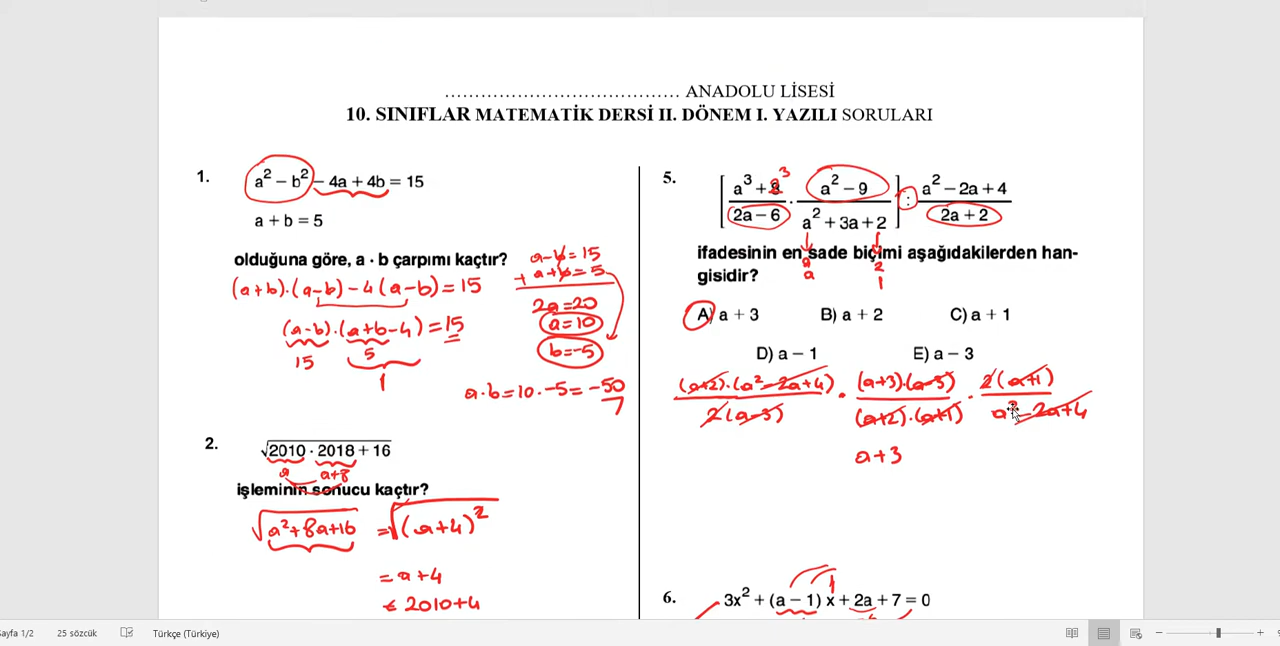 ........................................ ANADOLU LİSESİ
10. SINIFLAR MATEMATİK DERSİ II. DÖNEM I. YAZILI SORULARI
1.
a² − b² − 4a + 4b = 15
a + b = 5
olduğuna göre, a · b çarpımı kaçtır?
(a+b).(a-b)-4(a-b)=15
(a-b).(a+b-4)=15
15
5
1
a-b=15
+ a+b=5
2a=20
a=10
b=-5
a.b=10.-5=-50
2.
√2010 · 2018 + 16
a
a+8
işleminin sonucu kaçtır?
√a²+8a+16 = √(a+4)²
= a+4
2010+4
5.
[a³ + 8 / 2a − 6 · a² − 9 / a² + 3a + 2] : a² − 2a + 4 / 2a + 2
ifadesinin en sade biçimi aşağıdakilerden han-
gisidir?
a 2
a 1
A) a + 3 B) a + 2 C) a + 1
D) a − 1 E) a − 3
(a+2).(a²-2a+4) / 2(a-3) . (a+3).(a-3) / (a+2).(a+1) . 2(a+1) / a²-2a+4
a+3
6.
3x² + (a − 1) x + 2a + 7 = 0
Sayfa 1/2 25 sözcük Türkçe (Türkiye)